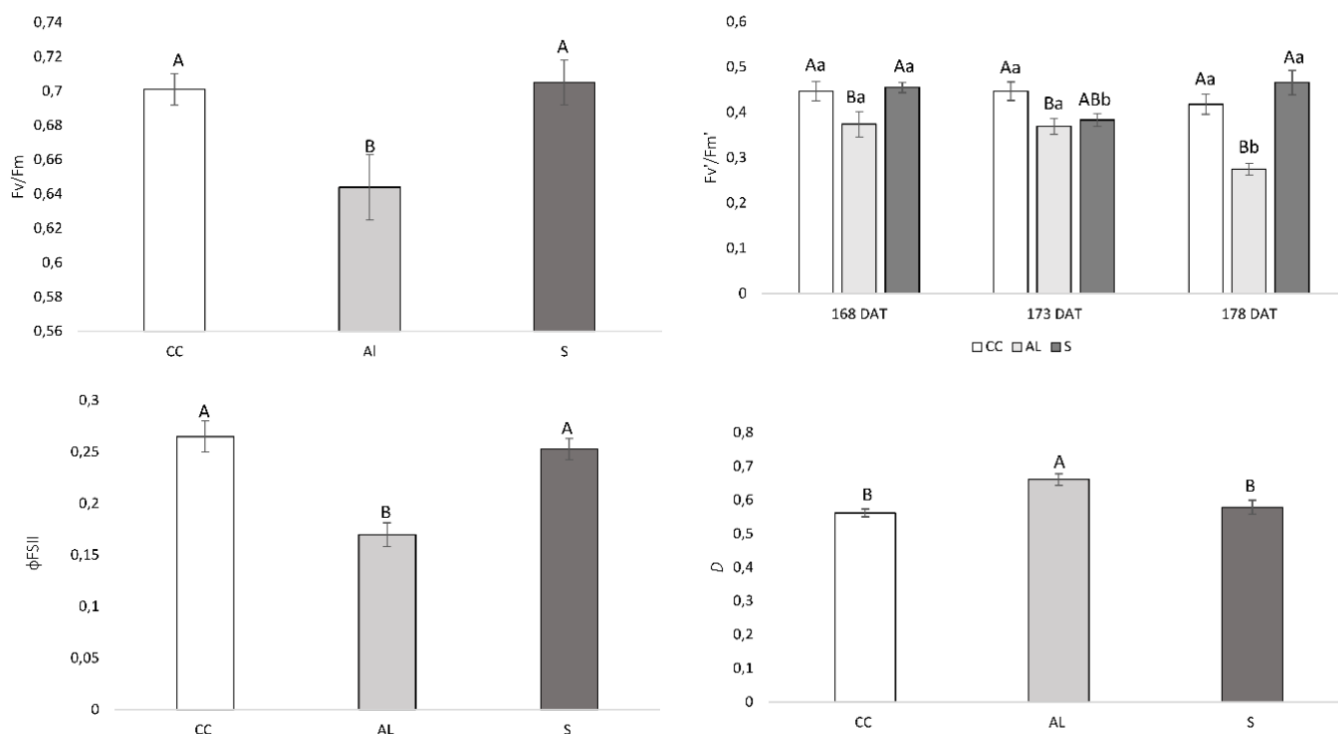 0,74
0,72
0,7
0,68
0,66
0,64
0,62
0,6
0,58
0,56
Fv/Fm
A
B
A
CC
Al
S
0,6
0,5
0,4
0,3
0,2
0,1
0
Fv'/Fm'
Aa
Ba
Aa
Aa
Ba
ABb
Aa
Bb
Aa
168 DAT
173 DAT
178 DAT
CC
AL
S
0,3
0,25
0,2
0,15
0,1
0,05
0
ϕFSII
A
B
A
CC
AL
S
0,8
0,7
0,6
0,5
0,4
0,3
0,2
0,1
0
D
B
A
B
CC
AL
S